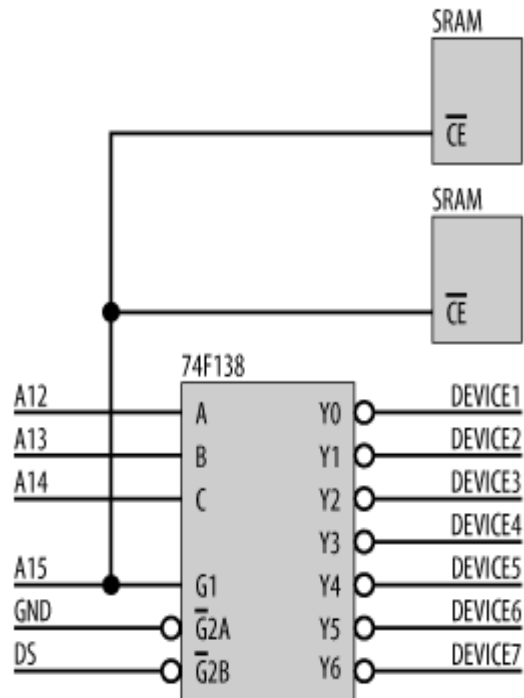 SRAM
CE
SRAM
CE
74F138
A12 A Y0 DEVICE1
A13 B Y1 DEVICE2
A14 C Y2 DEVICE3
Y3 DEVICE4
A15 G1 Y4 DEVICE5
GND G2A Y5 DEVICE6
DS G2B Y6 DEVICE7